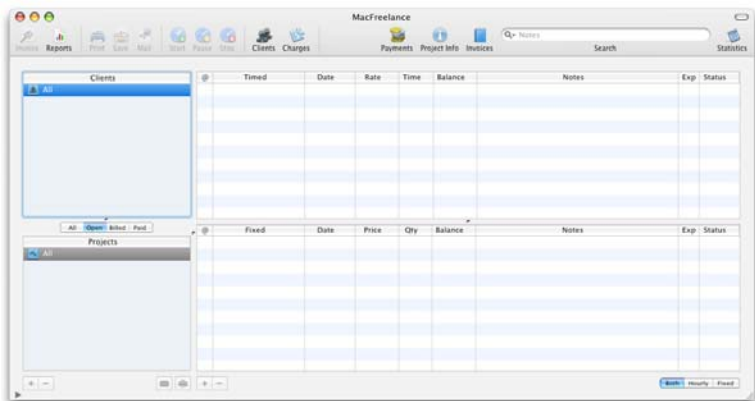 MacFreelance
Invoice Reports Print Save Mail Start Pause Stop Clients Charges Payments Project Info Invoices Notes Search Statistics
Clients
All
@ Timed Date Rate Time Balance Notes Exp Status
All Open Billed Paid
Projects
All
@ Fixed Date Price Qty Balance Notes Exp Status
Both Hourly Fixed